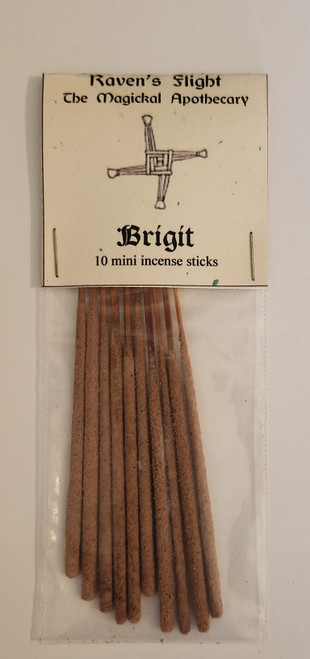 Raven's Flight
The Magickal Apothecary
Brigit
10 mini incense sticks